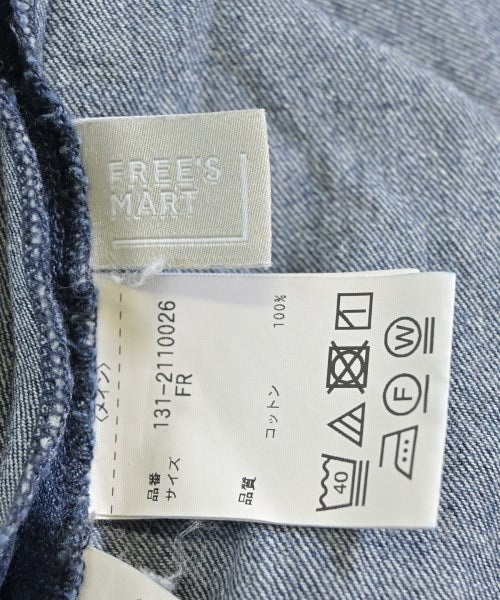 FREE'S
MART
品番 131-2110026
サイズ FR
〈メイン〉
品質
コットン 100%
40
F
W